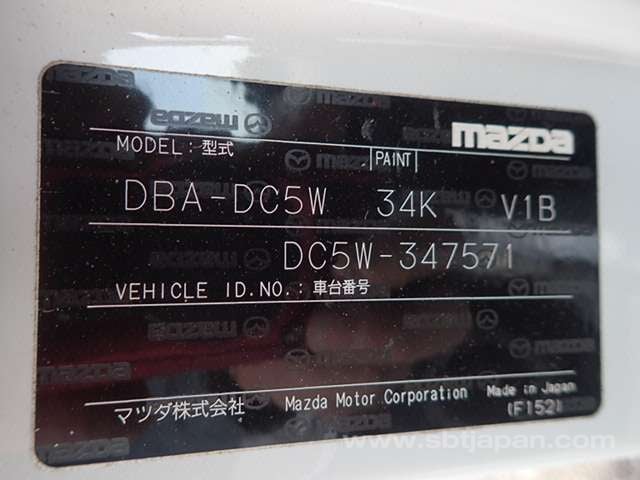 mazda
MODEL:型式 PAINT
DBA-DC5W 34K V1B
DC5W-347571
VEHICLE ID.NO.:車台番号
マツダ株式会社 Mazda Motor Corporation Made in Japan
(F152)
www.sbtjapan.com